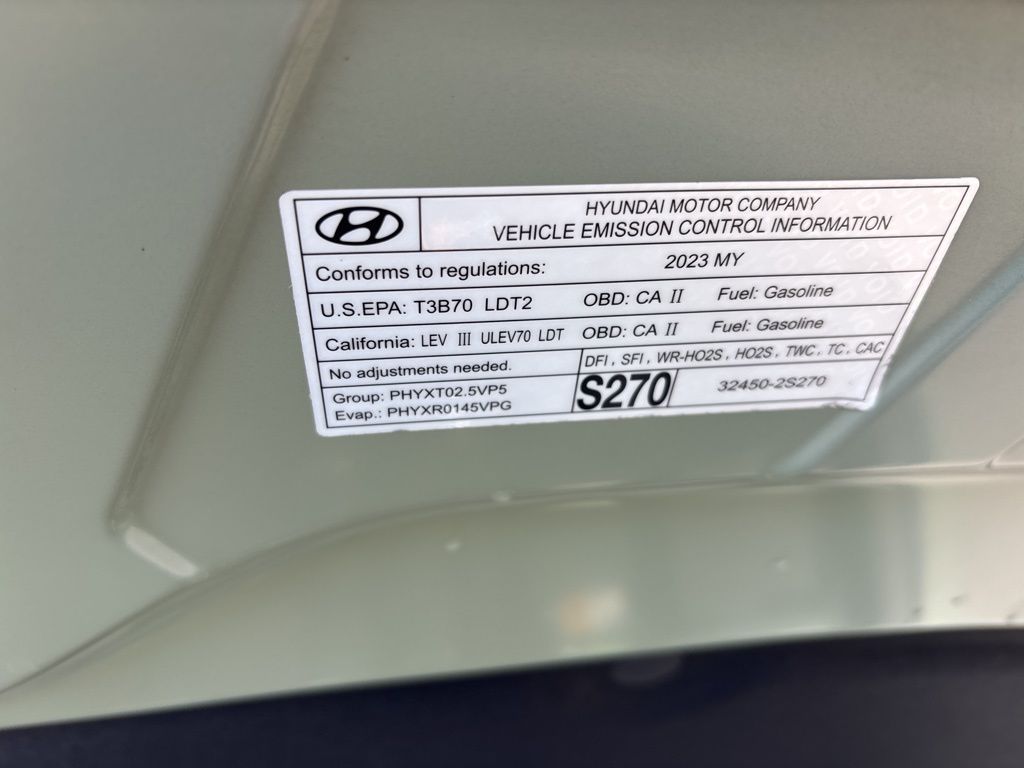 HYUNDAI MOTOR COMPANY
VEHICLE EMISSION CONTROL INFORMATION
Conforms to regulations: 2023 MY
U.S.EPA: T3B70 LDT2 OBD: CA II Fuel: Gasoline
California: LEV III ULEV70 LDT OBD: CA II Fuel: Gasoline
No adjustments needed. DFI, SFI, WR-HO2S, HO2S, TWC, TC, CAC
Group: PHYXT02.5VP5
Evap.: PHYXR0145VPG
S270 32450-2S270